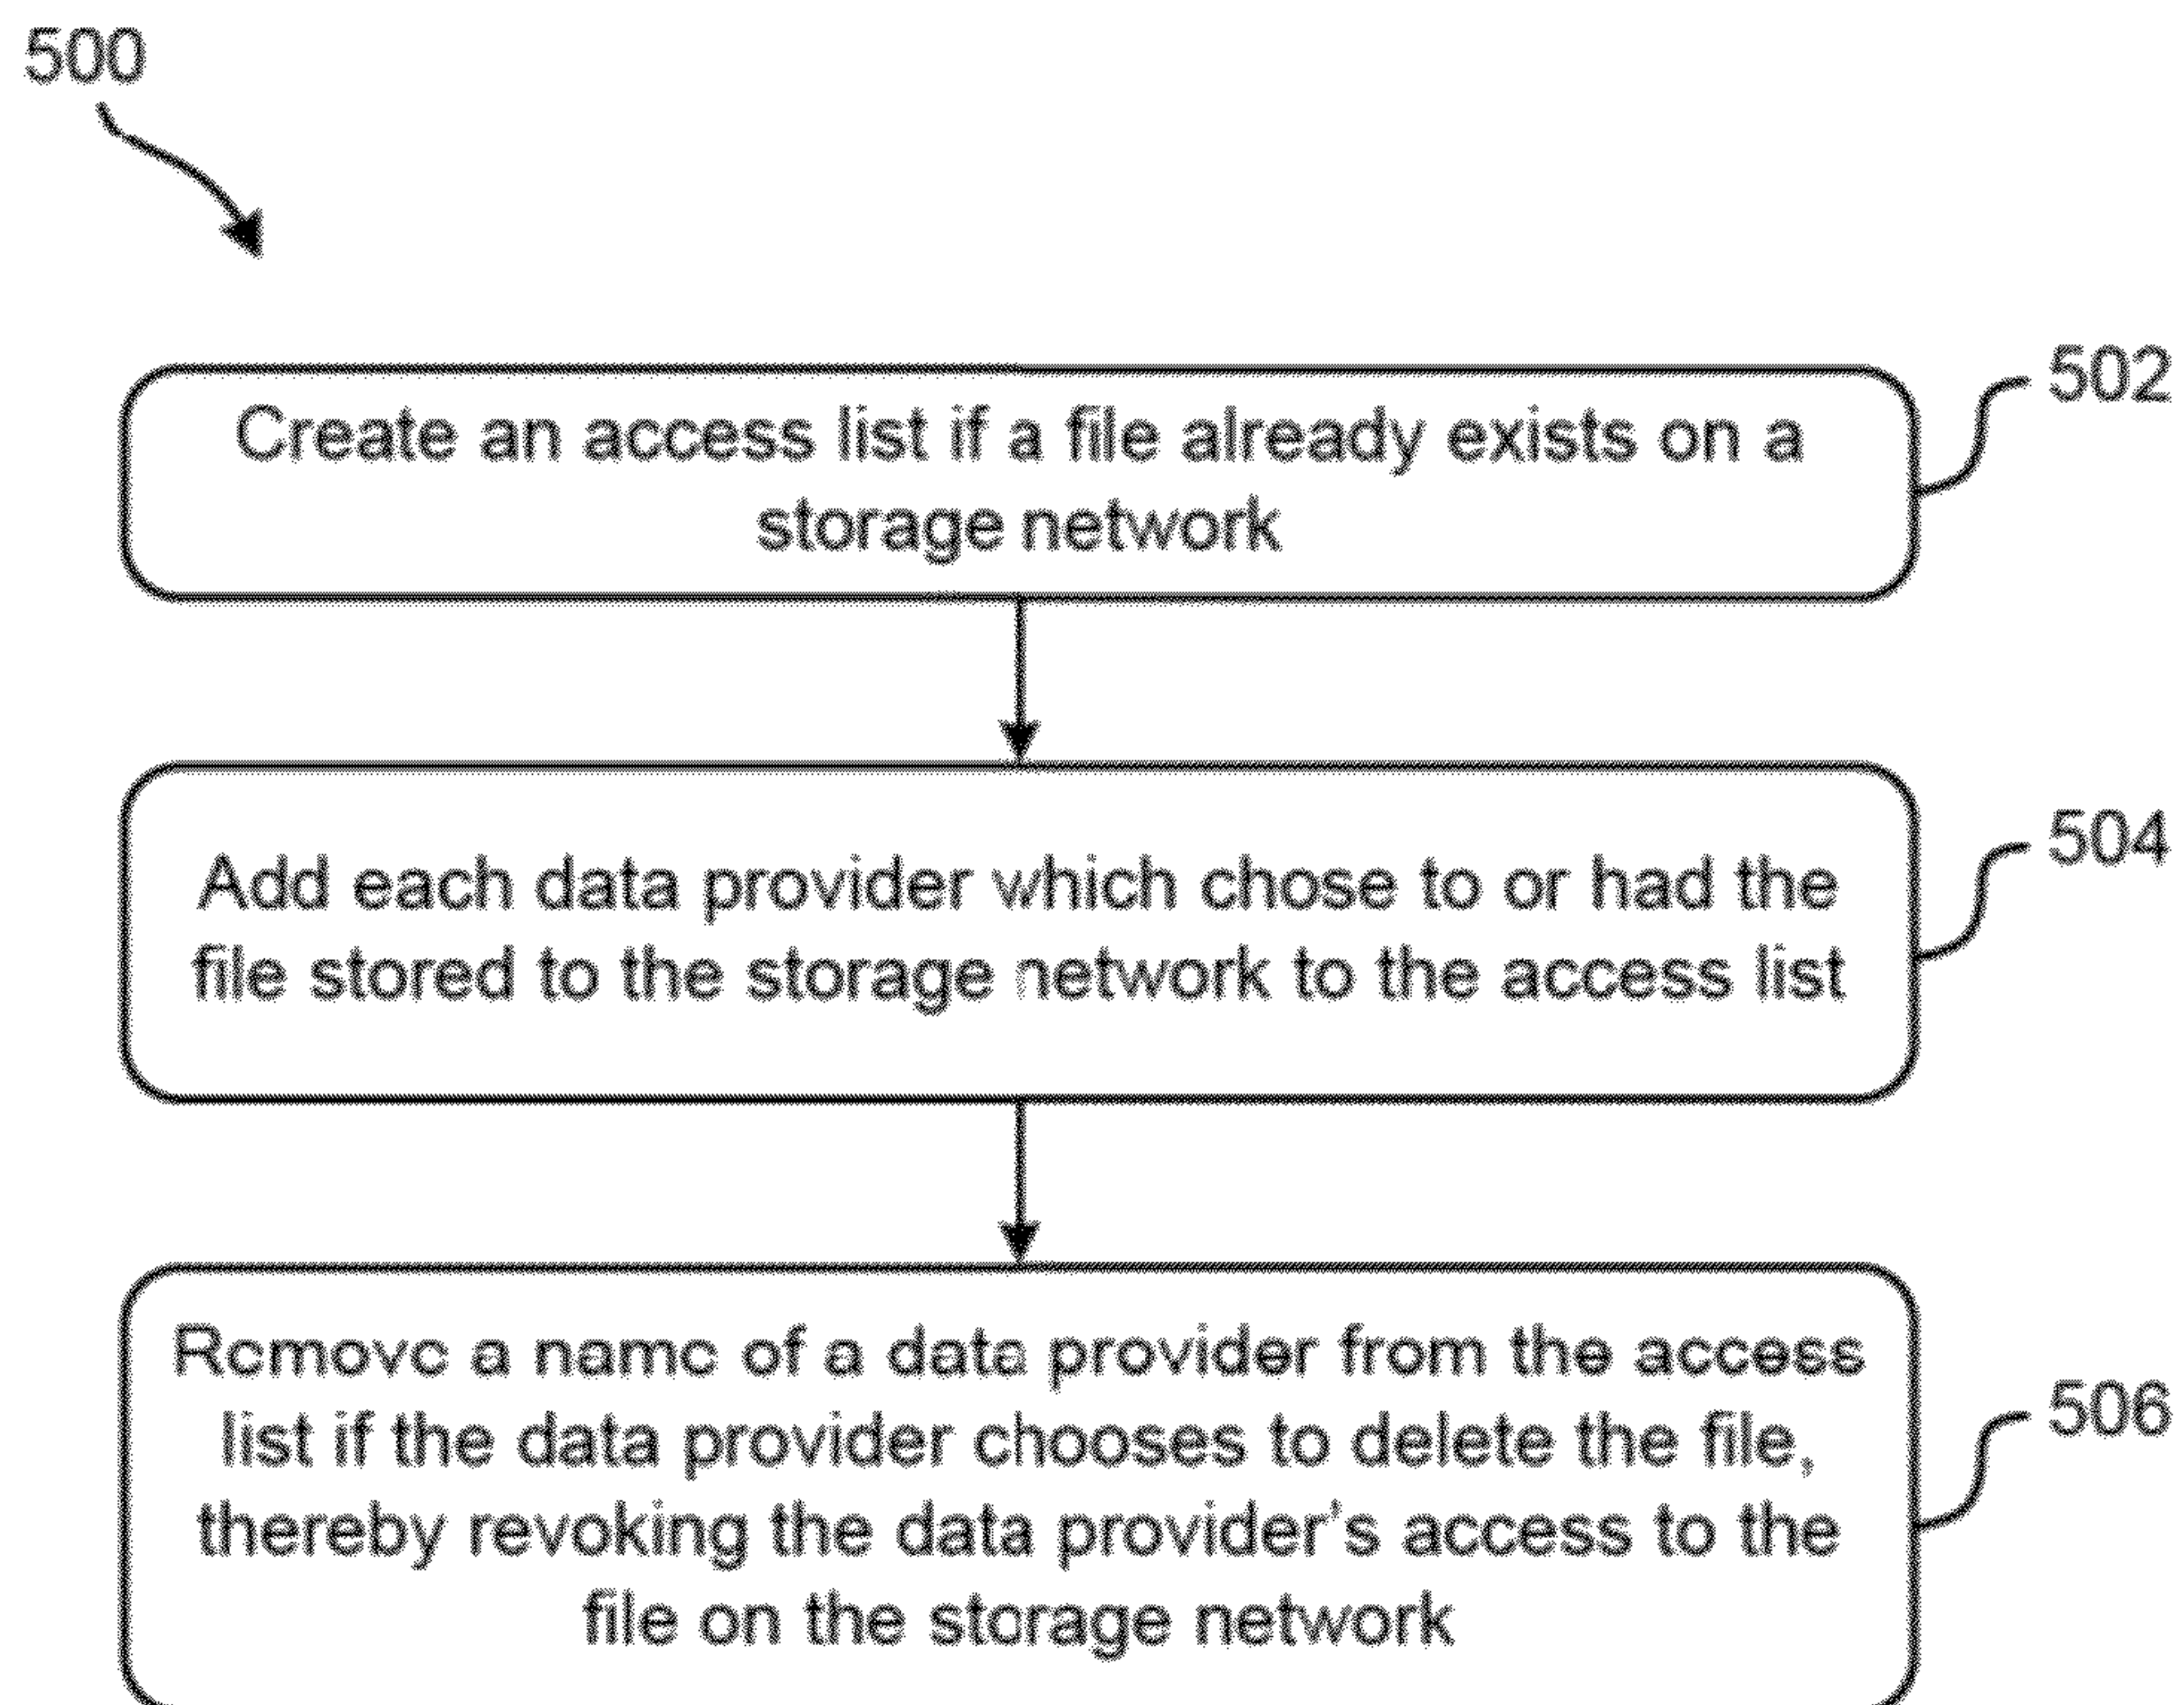 500
502
Create an access list if a file already exists on a
storage network
504
Add each data provider which chose to or had the
file stored to the storage network to the access list
506
Remove a name of a data provider from the access
list if the data provider chooses to delete the file,
thereby revoking the data provider's access to the
file on the storage network